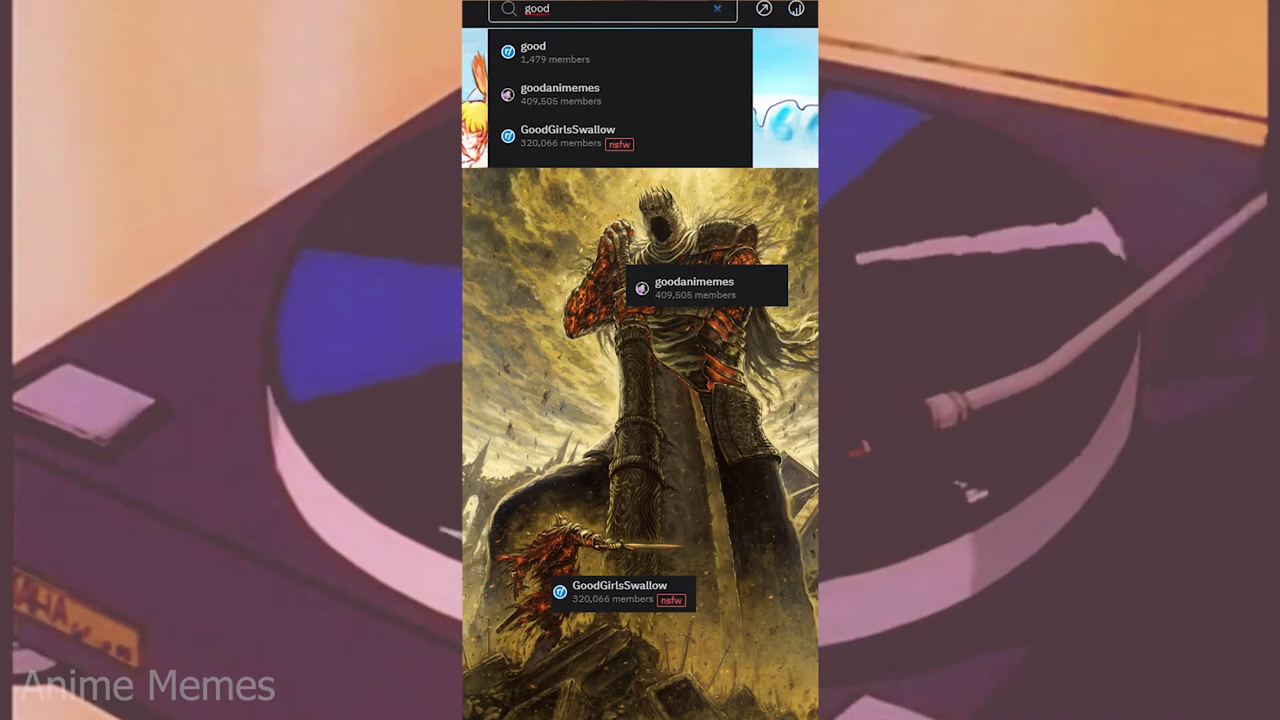 good
good
1,479 members
goodanimemes
409,505 members
GoodGirlsSwallow
320,066 members nsfw
goodanimemes
409,505 members
GoodGirlsSwallow
320,066 members nsfw
Anime Memes